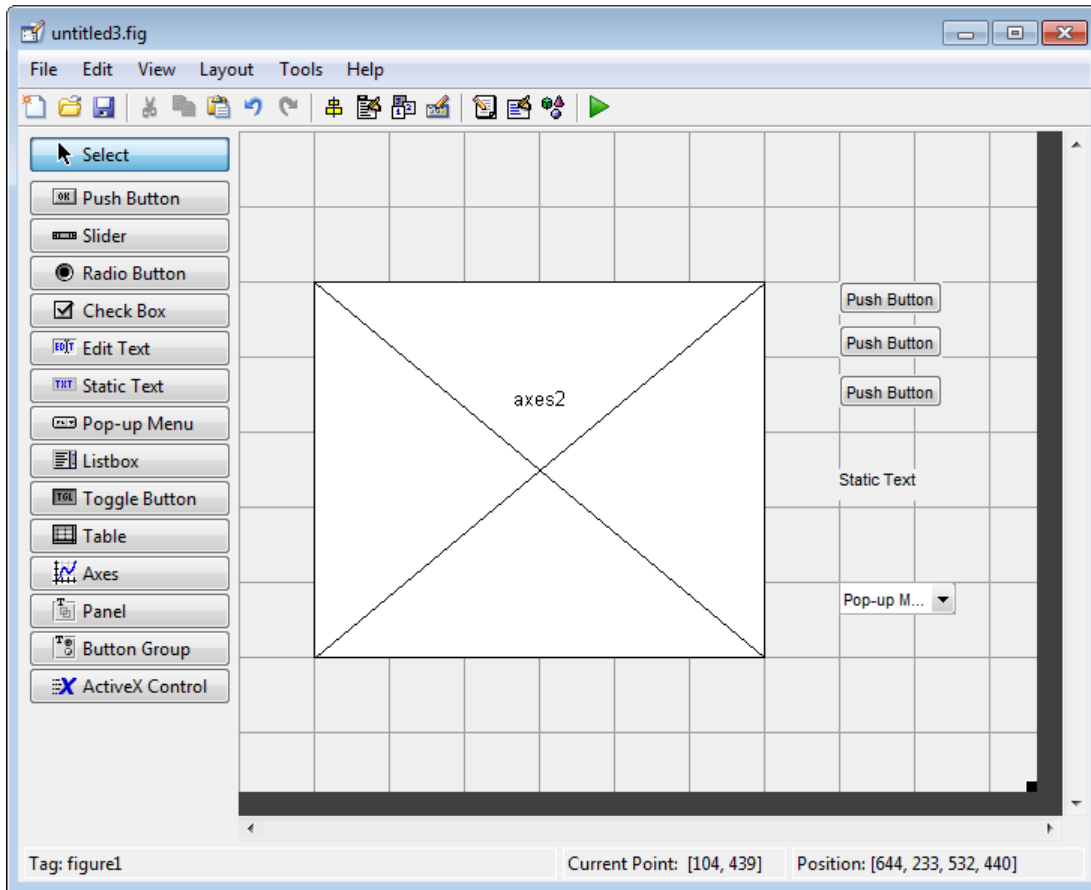 untitled3.fig
File Edit View Layout Tools Help
Select
Push Button
Slider
Radio Button
Check Box
Edit Text
Static Text
Pop-up Menu
Listbox
Toggle Button
Table
Axes
Panel
Button Group
ActiveX Control
axes2
Push Button
Push Button
Push Button
Static Text
Pop-up M...
Tag: figure1
Current Point: [104, 439]
Position: [644, 233, 532, 440]